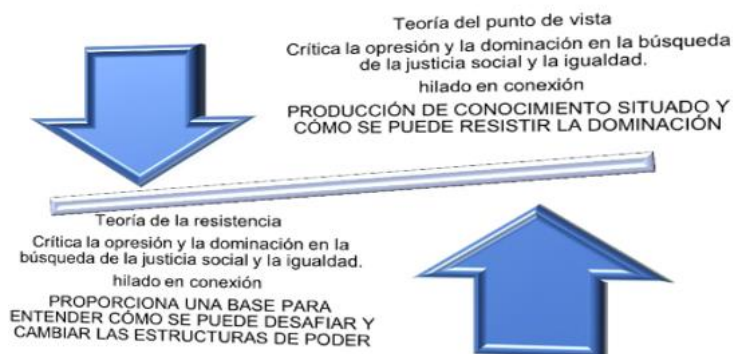 Teoría del punto de vista
Crítica la opresión y la dominación en la búsqueda
de la justicia social y la igualdad.
hilado en conexión
PRODUCCIÓN DE CONOCIMIENTO SITUADO Y
CÓMO SE PUEDE RESISTIR LA DOMINACIÓN
Teoría de la resistencia
Crítica la opresión y la dominación en la
búsqueda de la justicia social y la igualdad.
hilado en conexión
PROPORCIONA UNA BASE PARA
ENTENDER CÓMO SE PUEDE DESAFIAR Y
CAMBIAR LAS ESTRUCTURAS DE PODER